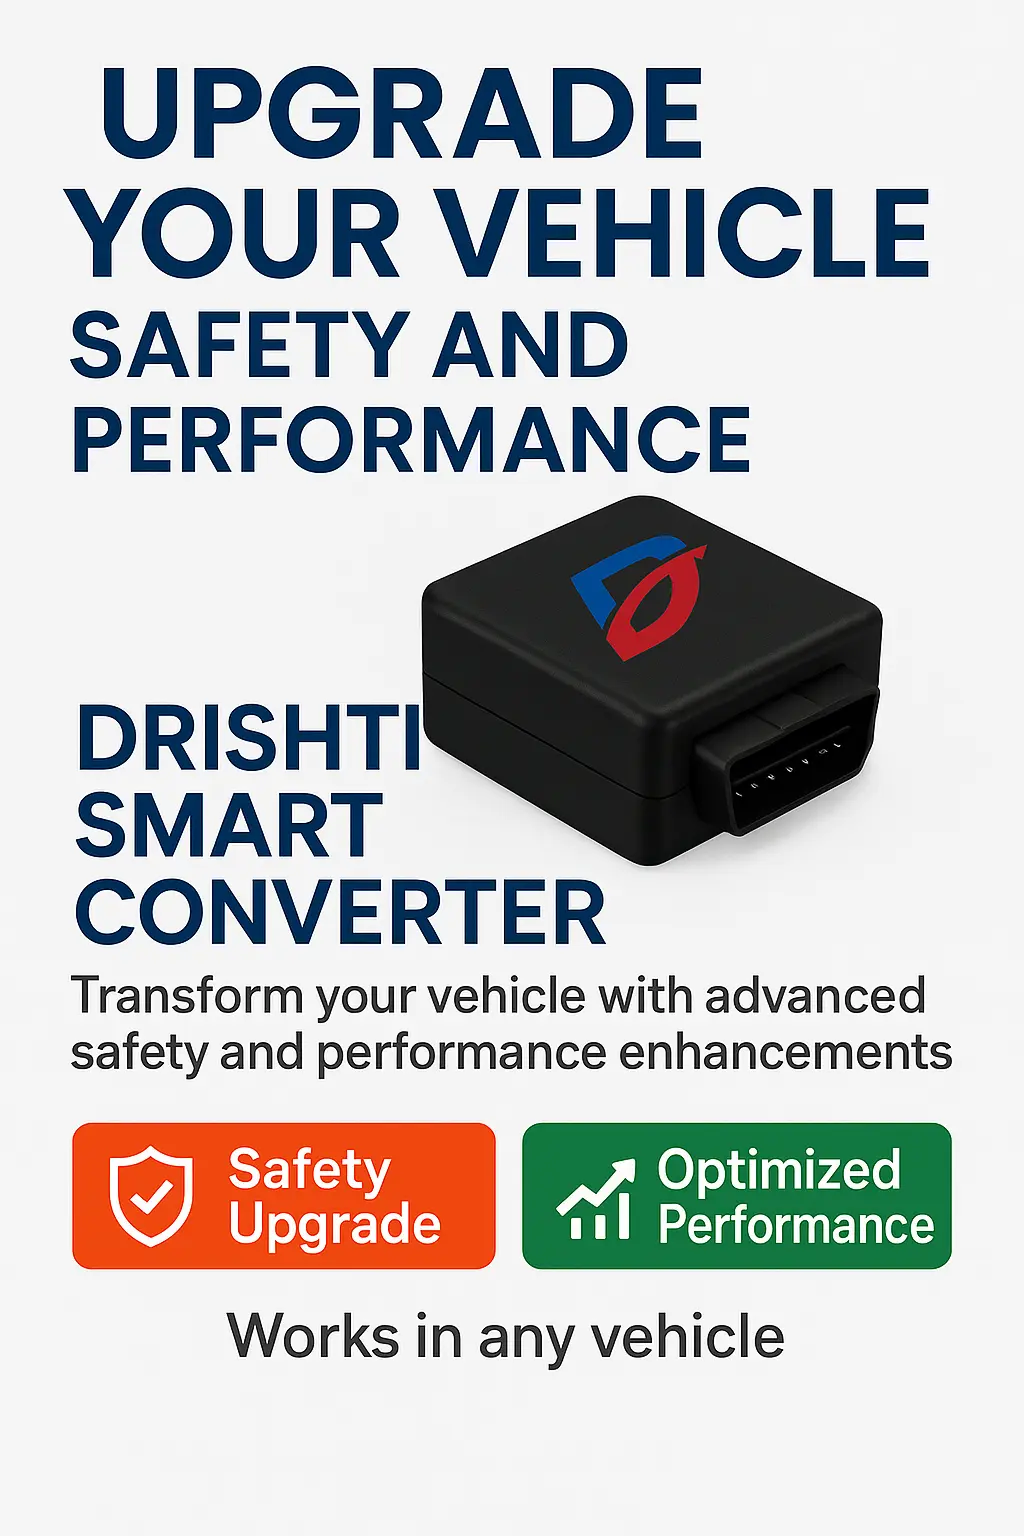 UPGRADE
YOUR VEHICLE
SAFETY AND
PERFORMANCE
DRISHTI
SMART
CONVERTER
Transform your vehicle with advanced
safety and performance enhancements
Safety
Upgrade
Optimized
Performance
Works in any vehicle